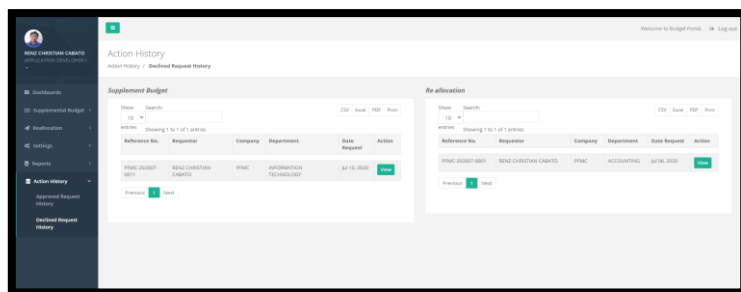 RENZ CHRISTIAN CABATO
APPLICATION DEVELOPER I
Dashboards
Supplemental Budget
Reallocation
Settings
Reports
Action History
Approved Request
History
Declined Request
History
Welcome to Budget Portal.
Log out
Action History
Action History / Declined Request History
Supplement Budget
Show 10 entries
Search:
CSV Excel PDF Print
Showing 1 to 1 of 1 entries
Reference No. Requestor Company Department Date Request Action
PFMC-202007-0011 RENZ CHRISTIAN CABATO PFMC INFORMATION TECHNOLOGY Jul 10, 2020 View
Previous 1 Next
Re allocation
Show 10 entries
Search:
CSV Excel PDF Print
Showing 1 to 1 of 1 entries
Reference No. Requestor Company Department Date Request Action
PFMC-202007-0001 RENZ CHRISTIAN CABATO PFMC ACCOUNTING Jul 06, 2020 View
Previous 1 Next